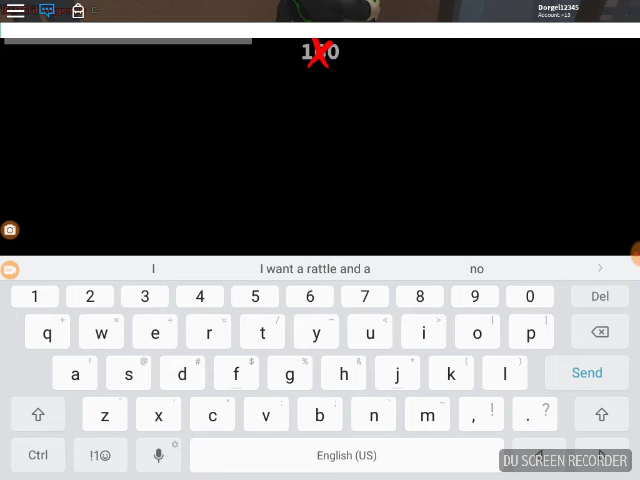 Dorgel12345
Account: <13
I
I want a rattle and a
no
1 2 3 4 5 6 7 8 9 0 Del
q w e r t y u i o p
a s d f g h j k l Send
z x c v b n m , ! . ?
Ctrl !1☺ English (US)
DU SCREEN RECORDER